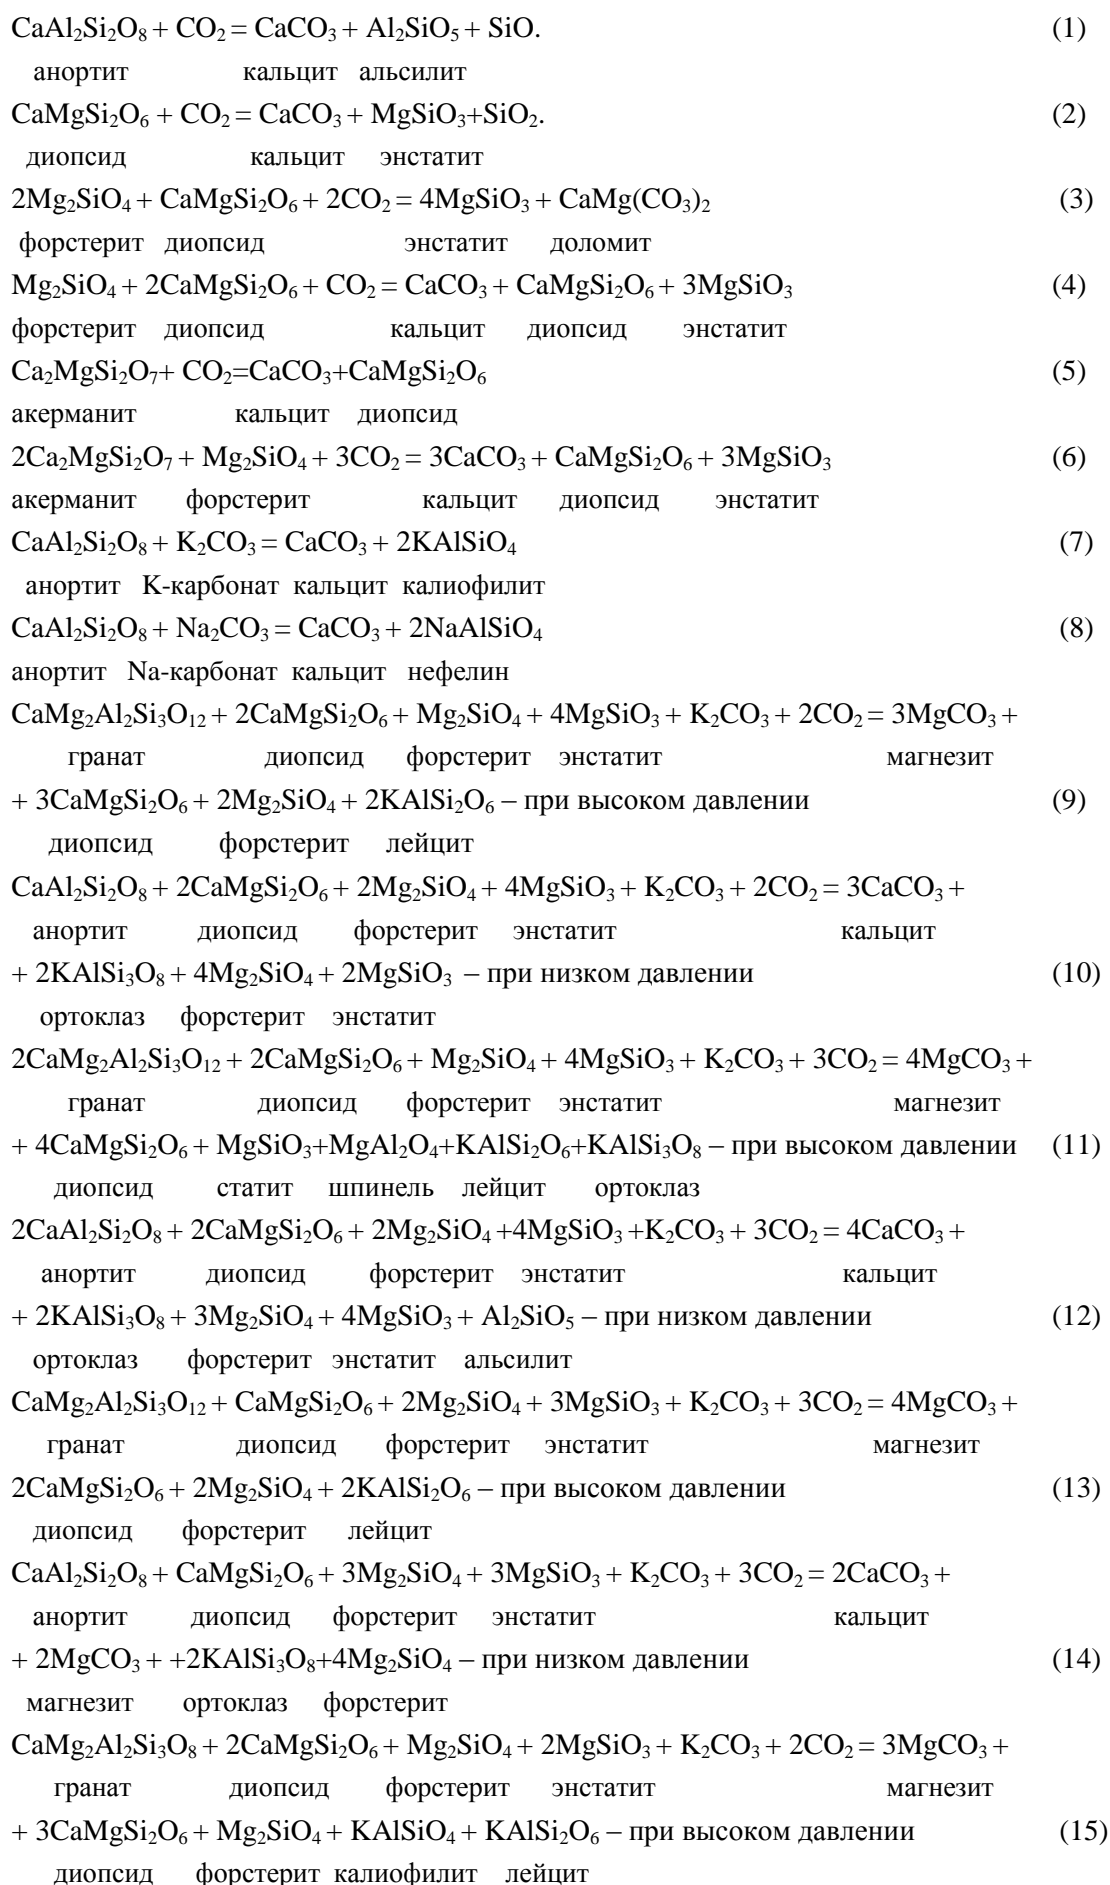 CaAl₂Si₂O₈ + CO₂ = CaCO₃ + Al₂SiO₅ + SiO. (1)
анортит кальцит альсилит
CaMgSi₂O₆ + CO₂ = CaCO₃ + MgSiO₃+SiO₂. (2)
диопсид кальцит энстатит
2Mg₂SiO₄ + CaMgSi₂O₆ + 2CO₂ = 4MgSiO₃ + CaMg(CO₃)₂ (3)
форстерит диопсид энстатит доломит
Mg₂SiO₄ + 2CaMgSi₂O₆ + CO₂ = CaCO₃ + CaMgSi₂O₆ + 3MgSiO₃ (4)
форстерит диопсид кальцит диопсид энстатит
Ca₂MgSi₂O₇+ CO₂=CaCO₃+CaMgSi₂O₆ (5)
акерманит кальцит диопсид
2Ca₂MgSi₂O₇ + Mg₂SiO₄ + 3CO₂ = 3CaCO₃ + CaMgSi₂O₆ + 3MgSiO₃ (6)
акерманит форстерит кальцит диопсид энстатит
CaAl₂Si₂O₈ + K₂CO₃ = CaCO₃ + 2KAlSiO₄ (7)
анортит К-карбонат кальцит калиофилит
CaAl₂Si₂O₈ + Na₂CO₃ = CaCO₃ + 2NaAlSiO₄ (8)
анортит Na-карбонат кальцит нефелин
CaMg₂Al₂Si₃O₁₂ + 2CaMgSi₂O₆ + Mg₂SiO₄ + 4MgSiO₃ + K₂CO₃ + 2CO₂ = 3MgCO₃ +
гранат диопсид форстерит энстатит магнезит
+ 3CaMgSi₂O₆ + 2Mg₂SiO₄ + 2KAlSi₂O₆ – при высоком давлении (9)
диопсид форстерит лейцит
CaAl₂Si₂O₈ + 2CaMgSi₂O₆ + 2Mg₂SiO₄ + 4MgSiO₃ + K₂CO₃ + 2CO₂ = 3CaCO₃ +
анортит диопсид форстерит энстатит кальцит
+ 2KAlSi₃O₈ + 4Mg₂SiO₄ + 2MgSiO₃ – при низком давлении (10)
ортоклаз форстерит энстатит
2CaMg₂Al₂Si₃O₁₂ + 2CaMgSi₂O₆ + Mg₂SiO₄ + 4MgSiO₃ + K₂CO₃ + 3CO₂ = 4MgCO₃ +
гранат диопсид форстерит энстатит магнезит
+ 4CaMgSi₂O₆ + MgSiO₃+MgAl₂O₄+KAlSi₂O₆+KAlSi₃O₈ – при высоком давлении (11)
диопсид статит шпинель лейцит ортоклаз
2CaAl₂Si₂O₈ + 2CaMgSi₂O₆ + 2Mg₂SiO₄ +4MgSiO₃ +K₂CO₃ + 3CO₂ = 4CaCO₃ +
анортит диопсид форстерит энстатит кальцит
+ 2KAlSi₃O₈ + 3Mg₂SiO₄ + 4MgSiO₃ + Al₂SiO₅ – при низком давлении (12)
ортоклаз форстерит энстатит альсилит
CaMg₂Al₂Si₃O₁₂ + CaMgSi₂O₆ + 2Mg₂SiO₄ + 3MgSiO₃ + K₂CO₃ + 3CO₂ = 4MgCO₃ +
гранат диопсид форстерит энстатит магнезит
2CaMgSi₂O₆ + 2Mg₂SiO₄ + 2KAlSi₂O₆ – при высоком давлении (13)
диопсид форстерит лейцит
CaAl₂Si₂O₈ + CaMgSi₂O₆ + 3Mg₂SiO₄ + 3MgSiO₃ + K₂CO₃ + 3CO₂ = 2CaCO₃ +
анортит диопсид форстерит энстатит кальцит
+ 2MgCO₃ + +2KAlSi₃O₈+4Mg₂SiO₄ – при низком давлении (14)
магнезит ортоклаз форстерит
CaMg₂Al₂Si₃O₈ + 2CaMgSi₂O₆ + Mg₂SiO₄ + 2MgSiO₃ + K₂CO₃ + 2CO₂ = 3MgCO₃ +
гранат диопсид форстерит энстатит магнезит
+ 3CaMgSi₂O₆ + Mg₂SiO₄ + KAlSiO₄ + KAlSi₂O₆ – при высоком давлении (15)
диопсид форстерит калиофилит лейцит